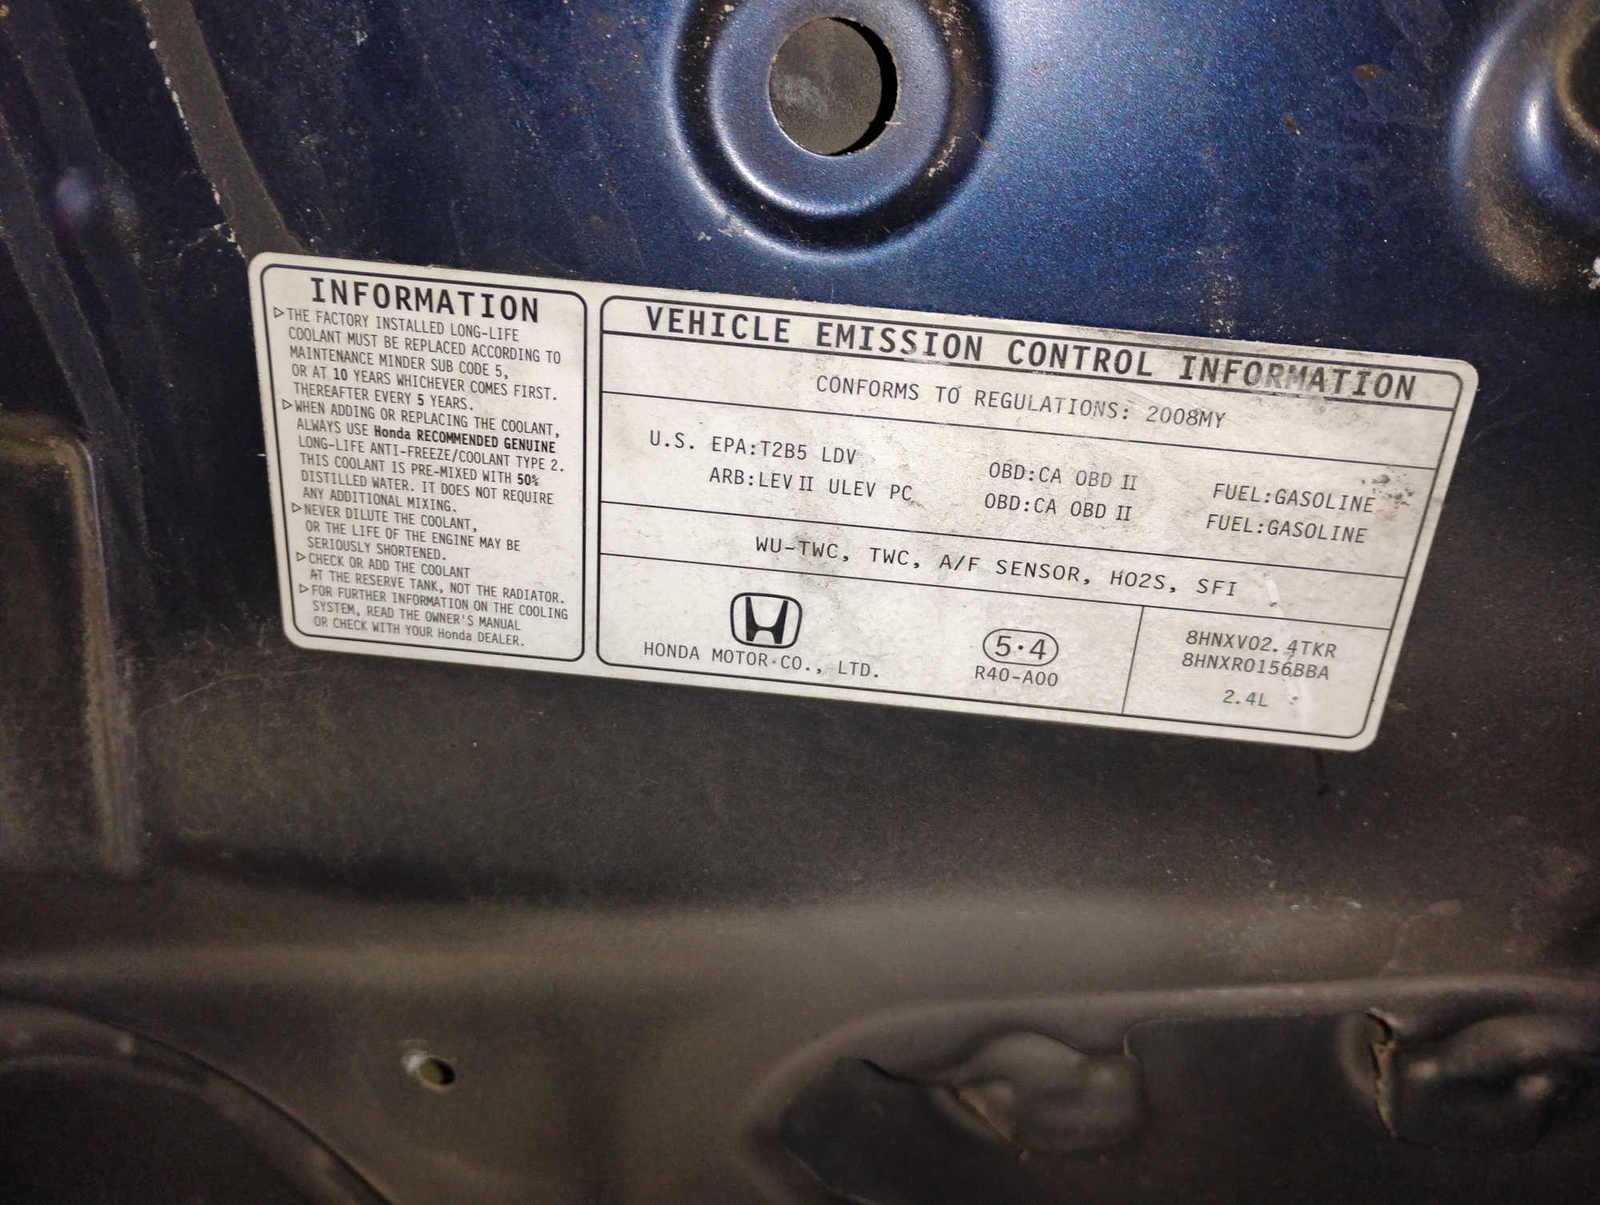 INFORMATION
▷THE FACTORY INSTALLED LONG-LIFE
COOLANT MUST BE REPLACED ACCORDING TO
MAINTENANCE MINDER SUB CODE 5,
OR AT 10 YEARS WHICHEVER COMES FIRST.
THEREAFTER EVERY 5 YEARS.
▷WHEN ADDING OR REPLACING THE COOLANT,
ALWAYS USE Honda RECOMMENDED GENUINE
LONG-LIFE ANTI-FREEZE/COOLANT TYPE 2.
THIS COOLANT IS PRE-MIXED WITH 50%
DISTILLED WATER. IT DOES NOT REQUIRE
ANY ADDITIONAL MIXING.
▷NEVER DILUTE THE COOLANT,
OR THE LIFE OF THE ENGINE MAY BE
SERIOUSLY SHORTENED.
▷CHECK OR ADD THE COOLANT
AT THE RESERVE TANK, NOT THE RADIATOR.
▷FOR FURTHER INFORMATION ON THE COOLING
SYSTEM, READ THE OWNER'S MANUAL
OR CHECK WITH YOUR Honda DEALER.
VEHICLE EMISSION CONTROL INFORMATION
CONFORMS TO REGULATIONS: 2008MY
U.S. EPA:T2B5 LDV OBD:CA OBD II FUEL:GASOLINE
ARB:LEV II ULEV PC OBD:CA OBD II FUEL:GASOLINE
WU-TWC, TWC, A/F SENSOR, HO2S, SFI
HONDA MOTOR CO., LTD.
5·4
R40-A00
8HNXV02.4TKR
8HNXR0156BBA
2.4L